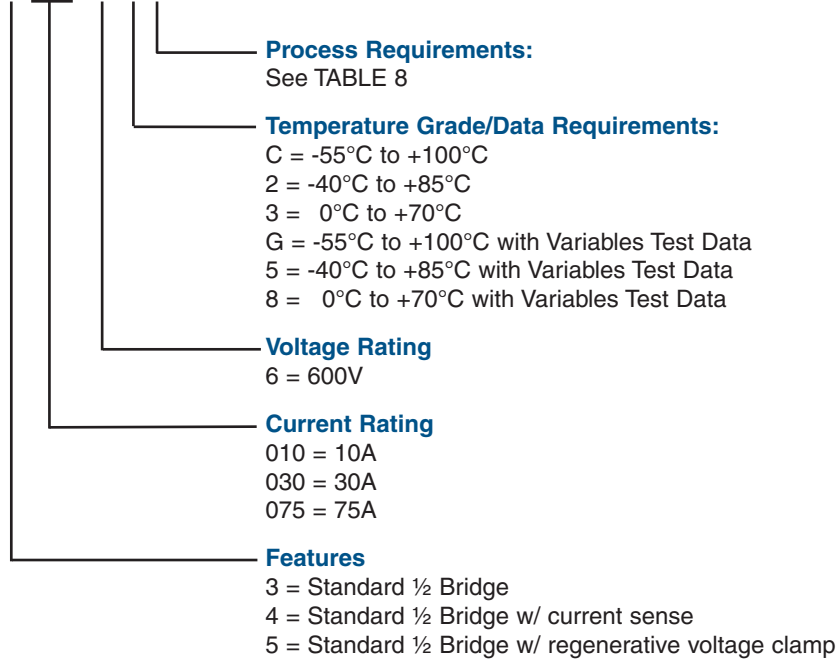 Process Requirements:
See TABLE 8
Temperature Grade/Data Requirements:
C = -55°C to +100°C
2 = -40°C to +85°C
3 = 0°C to +70°C
G = -55°C to +100°C with Variables Test Data
5 = -40°C to +85°C with Variables Test Data
8 = 0°C to +70°C with Variables Test Data
Voltage Rating
6 = 600V
Current Rating
010 = 10A
030 = 30A
075 = 75A
Features
3 = Standard ½ Bridge
4 = Standard ½ Bridge w/ current sense
5 = Standard ½ Bridge w/ regenerative voltage clamp